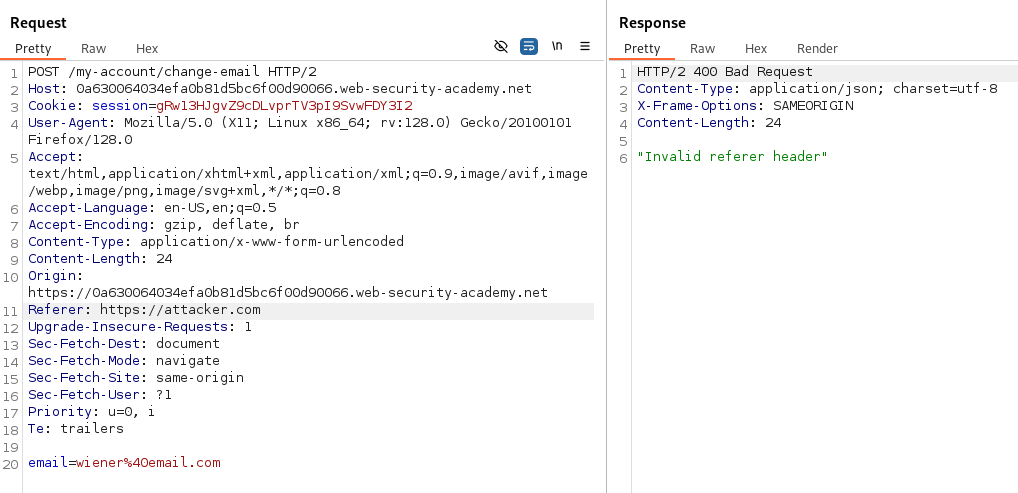 Request
Pretty Raw Hex
\n
1 POST /my-account/change-email HTTP/2
2 Host: 0a630064034efa0b81d5bc6f00d90066.web-security-academy.net
3 Cookie: session=gRw13HJgvZ9cDLvprTV3pI9SvwFDY3I2
4 User-Agent: Mozilla/5.0 (X11; Linux x86_64; rv:128.0) Gecko/20100101
Firefox/128.0
5 Accept:
text/html,application/xhtml+xml,application/xml;q=0.9,image/avif,image
/webp,image/png,image/svg+xml,*/*;q=0.8
6 Accept-Language: en-US,en;q=0.5
7 Accept-Encoding: gzip, deflate, br
8 Content-Type: application/x-www-form-urlencoded
9 Content-Length: 24
10 Origin:
https://0a630064034efa0b81d5bc6f00d90066.web-security-academy.net
11 Referer: https://attacker.com
12 Upgrade-Insecure-Requests: 1
13 Sec-Fetch-Dest: document
14 Sec-Fetch-Mode: navigate
15 Sec-Fetch-Site: same-origin
16 Sec-Fetch-User: ?1
17 Priority: u=0, i
18 Te: trailers
19
20 email=wiener%40email.com
Response
Pretty Raw Hex Render
1 HTTP/2 400 Bad Request
2 Content-Type: application/json; charset=utf-8
3 X-Frame-Options: SAMEORIGIN
4 Content-Length: 24
5
6 "Invalid referer header"